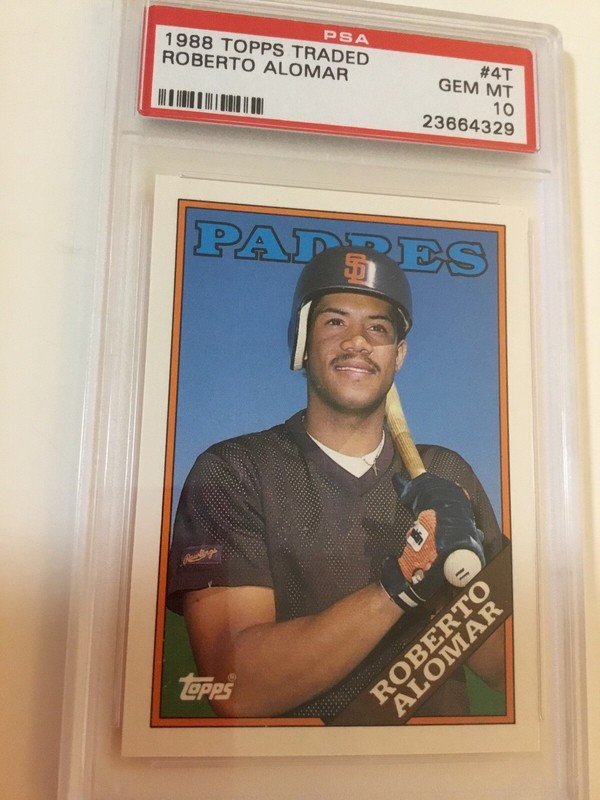 PSA
1988 TOPPS TRADED
ROBERTO ALOMAR
#4T
GEM MT
10
23664329
PADRES
SD
Rawlings
ROBERTO
ALOMAR
topps®